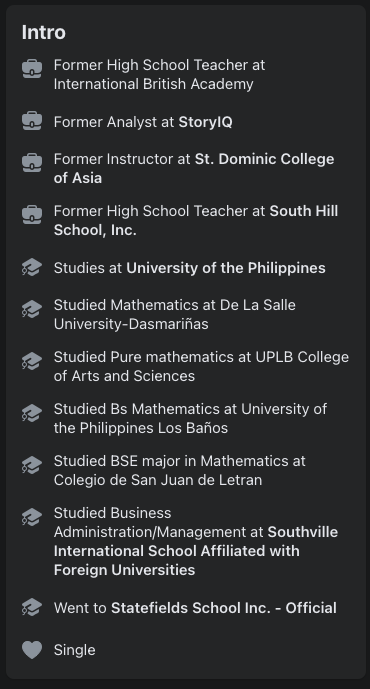 Intro
Former High School Teacher at
International British Academy
Former Analyst at StoryIQ
Former Instructor at St. Dominic College
of Asia
Former High School Teacher at South Hill
School, Inc.
Studies at University of the Philippines
Studied Mathematics at De La Salle
University-Dasmariñas
Studied Pure mathematics at UPLB College
of Arts and Sciences
Studied Bs Mathematics at University of
the Philippines Los Baños
Studied BSE major in Mathematics at
Colegio de San Juan de Letran
Studied Business
Administration/Management at Southville
International School Affiliated with
Foreign Universities
Went to Statefields School Inc. - Official
Single